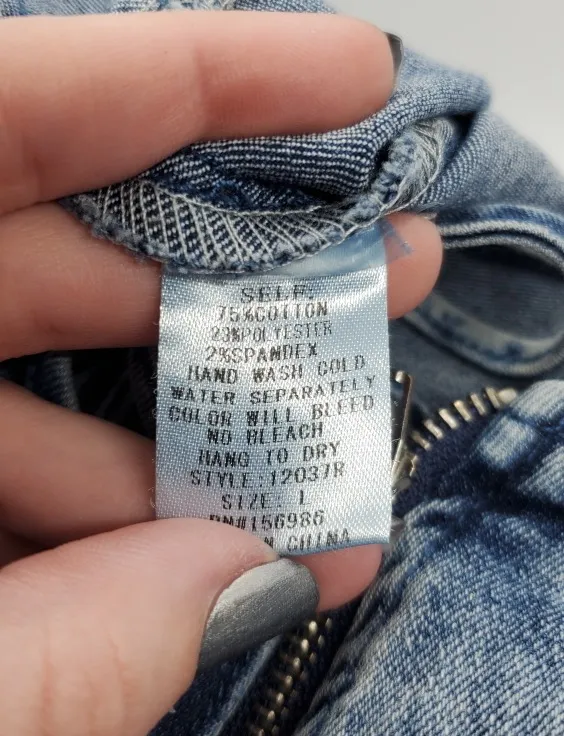 SELF:
75%COTTON
23%POLYESTER
2%SPANDEX
HAND WASH COLD
WATER SEPARATELY
COLOR WILL BLEED
NO BLEACH
HANG TO DRY
STYLE:12037R
SIZE: L
RN#156986
CHINA